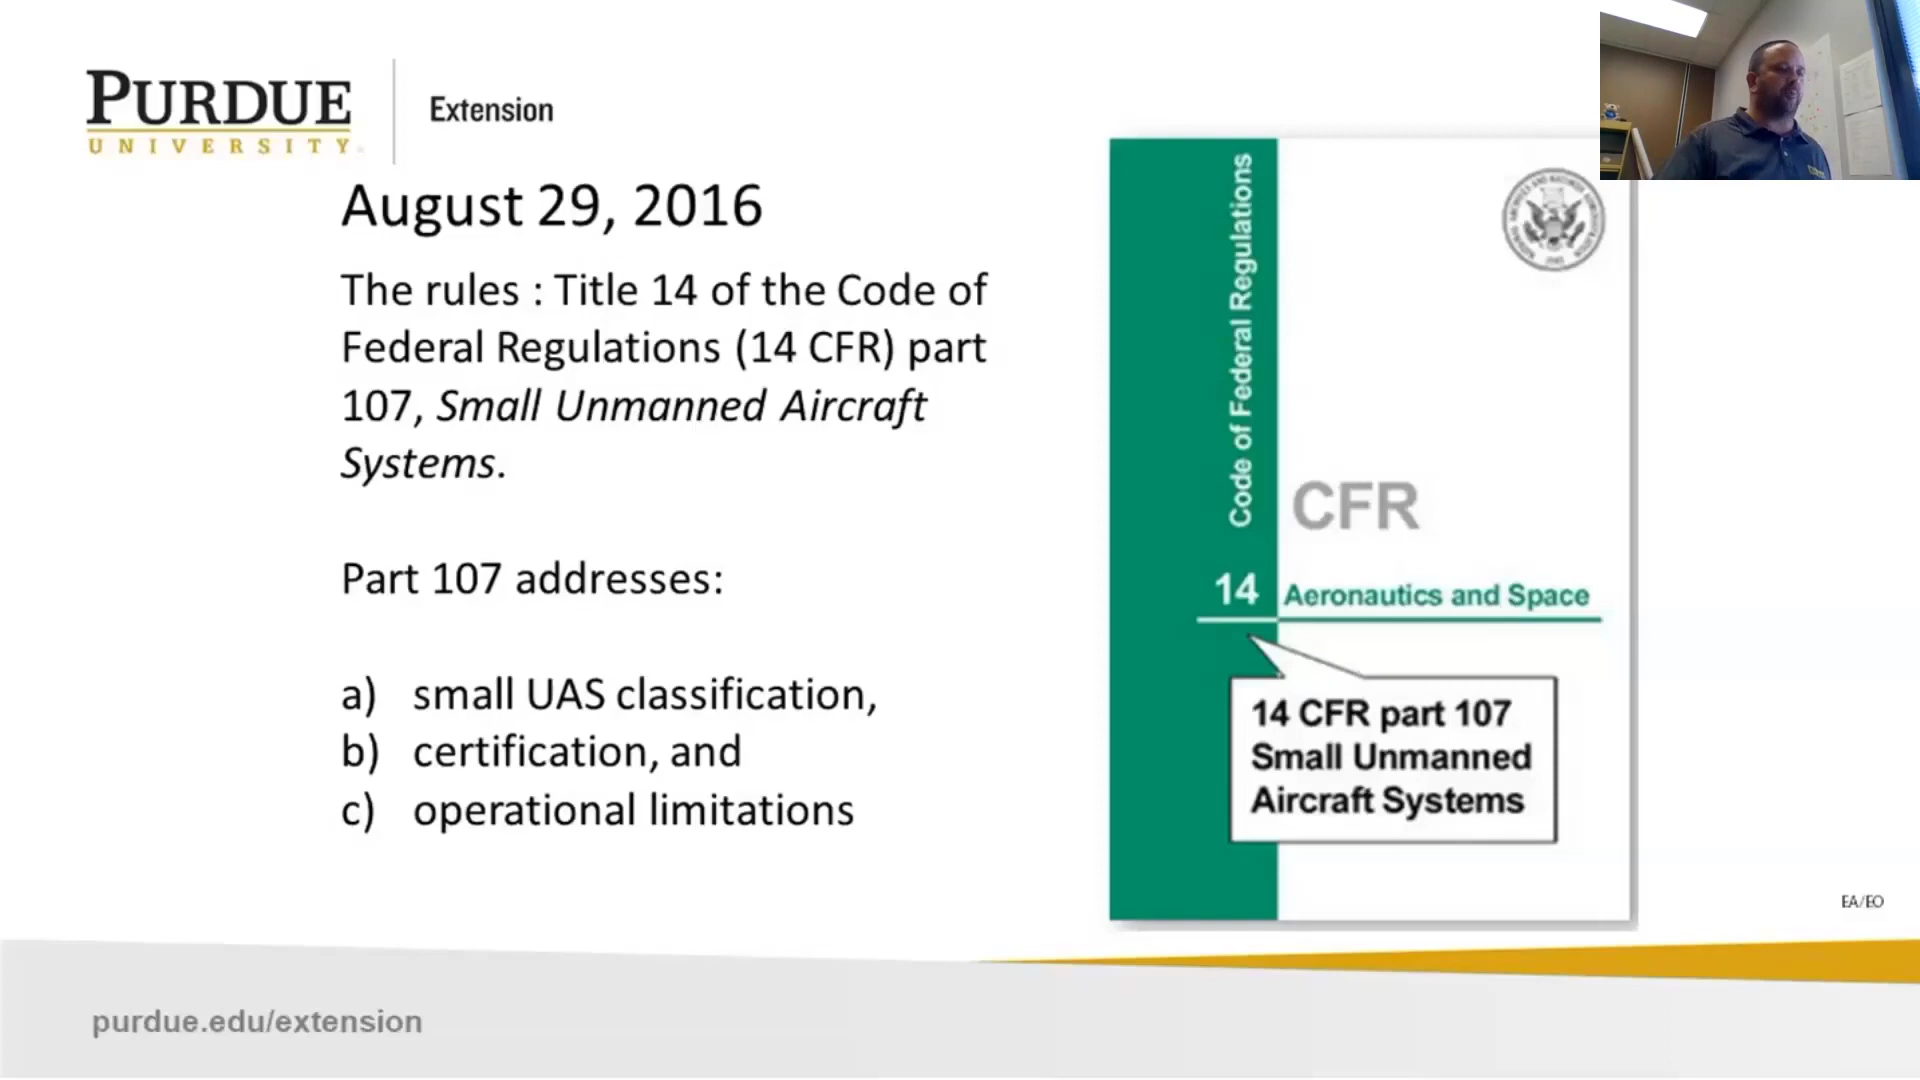 PURDUE
UNIVERSITY
Extension
August 29, 2016
The rules : Title 14 of the Code of
Federal Regulations (14 CFR) part
107, Small Unmanned Aircraft
Systems.
Part 107 addresses:
a) small UAS classification,
b) certification, and
c) operational limitations
Code of Federal Regulations
CFR
14 Aeronautics and Space
14 CFR part 107
Small Unmanned
Aircraft Systems
EA/EO
purdue.edu/extension